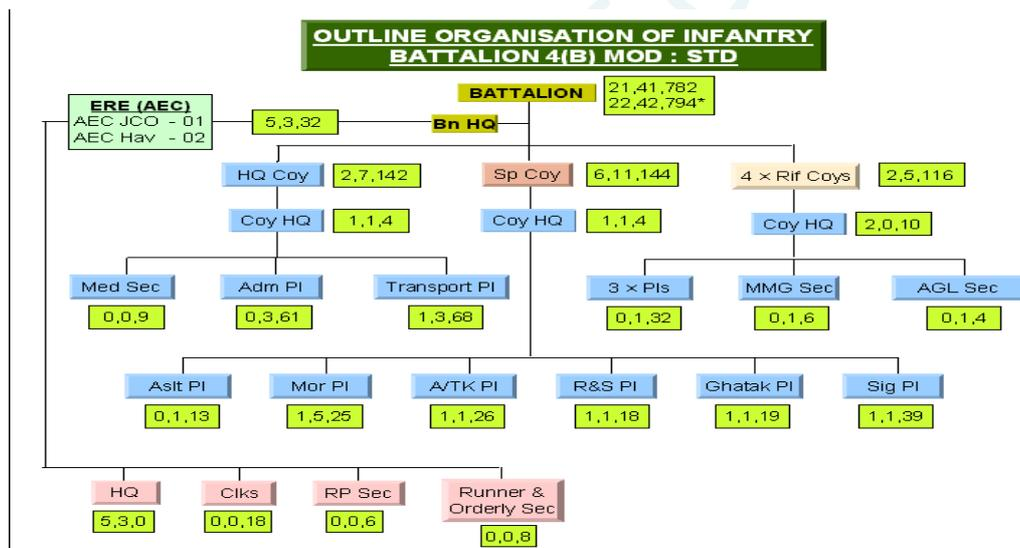 OUTLINE ORGANISATION OF INFANTRY
BATTALION 4(B) MOD : STD
BATTALION
21,41,782
22,42,794*
ERE (AEC)
AEC JCO - 01
AEC Hav - 02
5,3,32
Bn HQ
HQ Coy
2,7,142
Sp Coy
6,11,144
4 × Rif Coys
2,5,116
Coy HQ
1,1,4
Coy HQ
1,1,4
Coy HQ
2,0,10
Med Sec
Adm Pl
Transport Pl
3 × Pls
MMG Sec
AGL Sec
0,0,9
0,3,61
1,3,68
0,1,32
0,1,6
0,1,4
Aslt Pl
Mor Pl
A/TK Pl
R&S Pl
Ghatak Pl
Sig Pl
0,1,13
1,5,25
1,1,26
1,1,18
1,1,19
1,1,39
HQ
Clks
RP Sec
Runner &
Orderly Sec
5,3,0
0,0,18
0,0,6
0,0,8